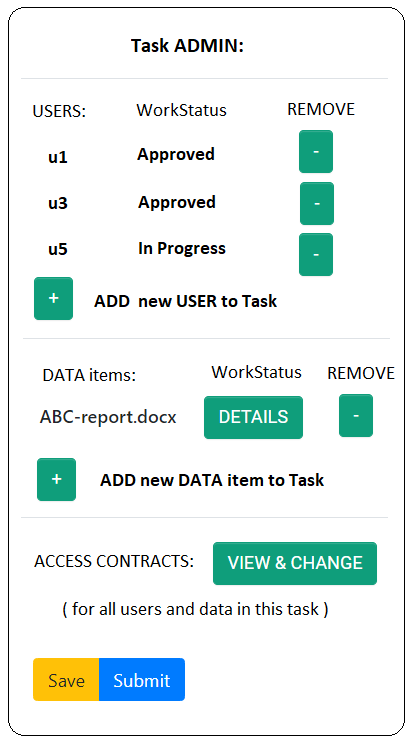 Task ADMIN:
USERS: WorkStatus REMOVE
u1 Approved -
u3 Approved -
u5 In Progress -
+ ADD new USER to Task
DATA items: WorkStatus REMOVE
ABC-report.docx DETAILS -
+ ADD new DATA item to Task
ACCESS CONTRACTS: VIEW & CHANGE
( for all users and data in this task )
Save Submit